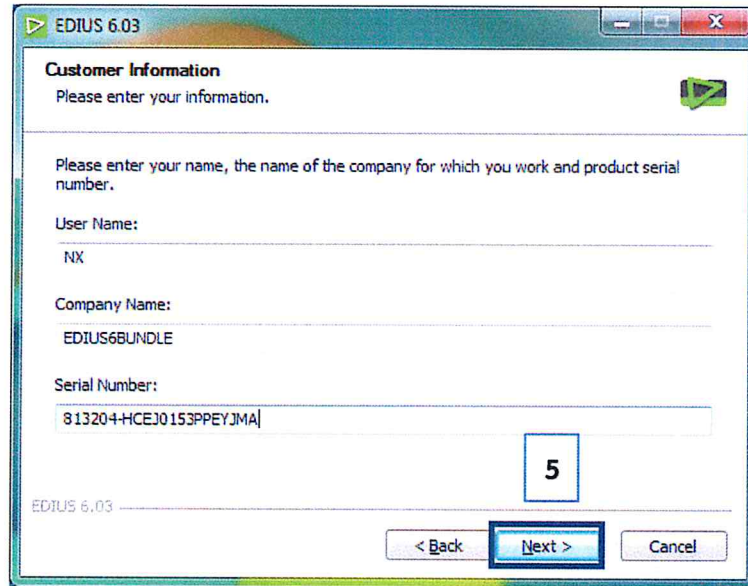 EDIUS 6.03
Customer Information
Please enter your information.
Please enter your name, the name of the company for which you work and product serial
number.
User Name:
NX
Company Name:
EDIUS6BUNDLE
Serial Number:
813204-HCEJ0153PPEYJMA
5
EDIUS 6.03
< Back
Next >
Cancel